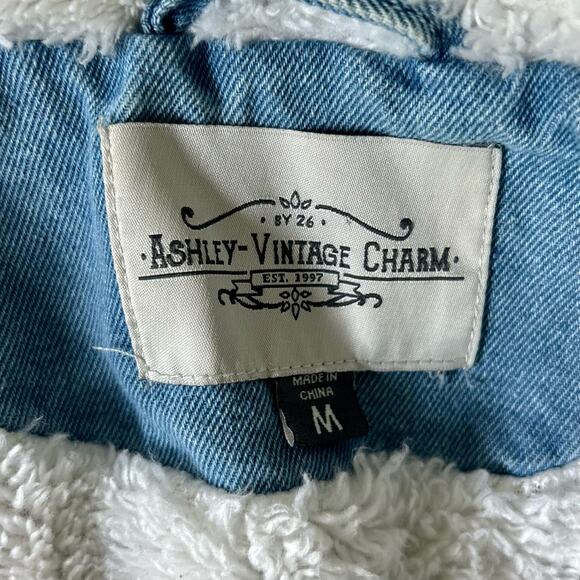 • BY 26 •
• ASHLEY-VINTAGE CHARM •
EST. 1997
MADE IN
CHINA
M